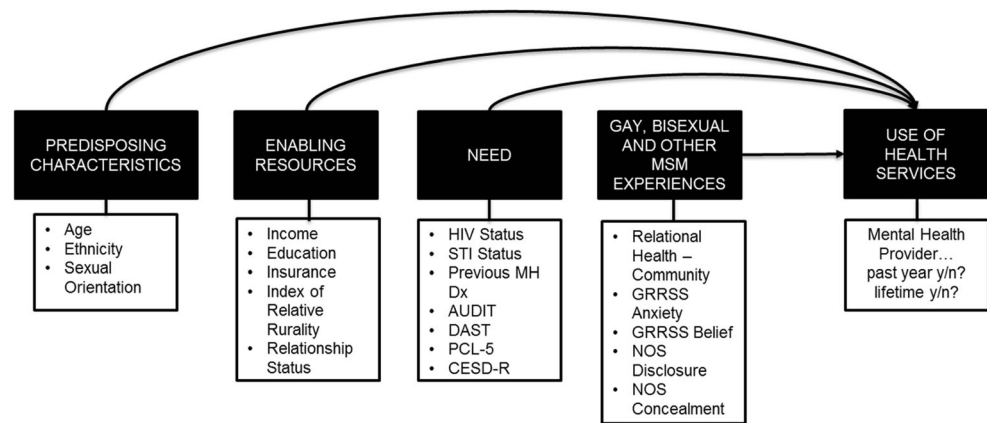 PREDISPOSING
CHARACTERISTICS
• Age
• Ethnicity
• Sexual
Orientation
ENABLING
RESOURCES
• Income
• Education
• Insurance
• Index of
Relative
Rurality
• Relationship
Status
NEED
• HIV Status
• STI Status
• Previous MH
Dx
• AUDIT
• DAST
• PCL-5
• CESD-R
GAY, BISEXUAL
AND OTHER
MSM
EXPERIENCES
• Relational
Health –
Community
• GRRSS
Anxiety
• GRRSS Belief
• NOS
Disclosure
• NOS
Concealment
USE OF
HEALTH
SERVICES
Mental Health
Provider…
past year y/n?
lifetime y/n?